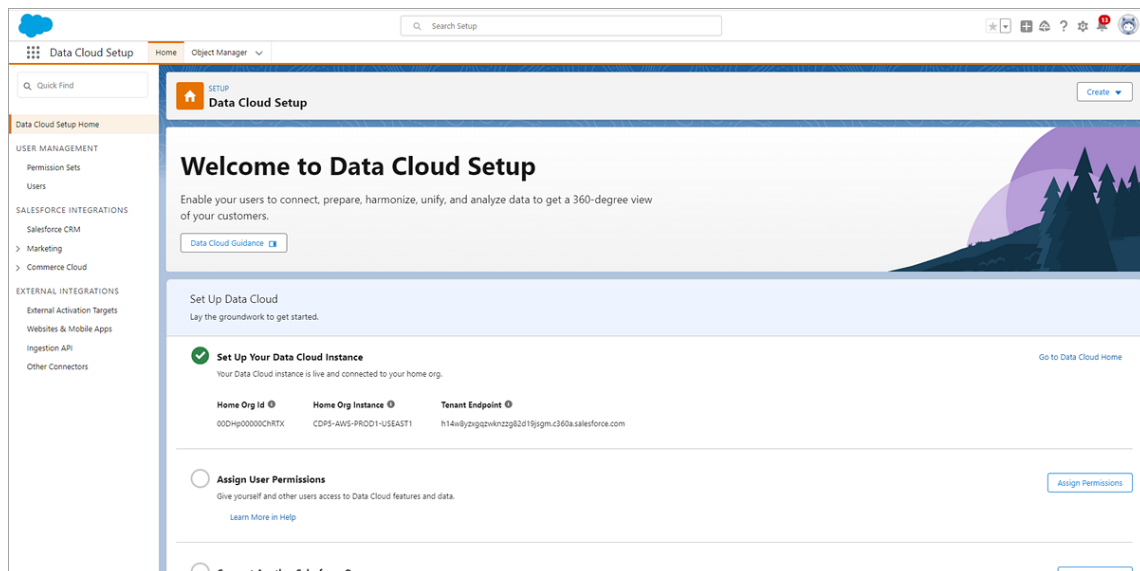 Search Setup
13
Data Cloud Setup
Home
Object Manager
Quick Find
Data Cloud Setup Home
USER MANAGEMENT
Permission Sets
Users
SALESFORCE INTEGRATIONS
Salesforce CRM
Marketing
Commerce Cloud
EXTERNAL INTEGRATIONS
External Activation Targets
Websites & Mobile Apps
Ingestion API
Other Connectors
SETUP
Data Cloud Setup
Create
Welcome to Data Cloud Setup
Enable your users to connect, prepare, harmonize, unify, and analyze data to get a 360-degree view
of your customers.
Data Cloud Guidance
Set Up Data Cloud
Lay the groundwork to get started.
Set Up Your Data Cloud Instance
Go to Data Cloud Home
Your Data Cloud instance is live and connected to your home org.
Home Org Id Home Org Instance Tenant Endpoint
00DHp00000ChRTX CDP5-AWS-PROD1-USEAST1 h14w8yzxgqzwknzzg82d19jsgm.c360a.salesforce.com
Assign User Permissions
Assign Permissions
Give yourself and other users access to Data Cloud features and data.
Learn More in Help